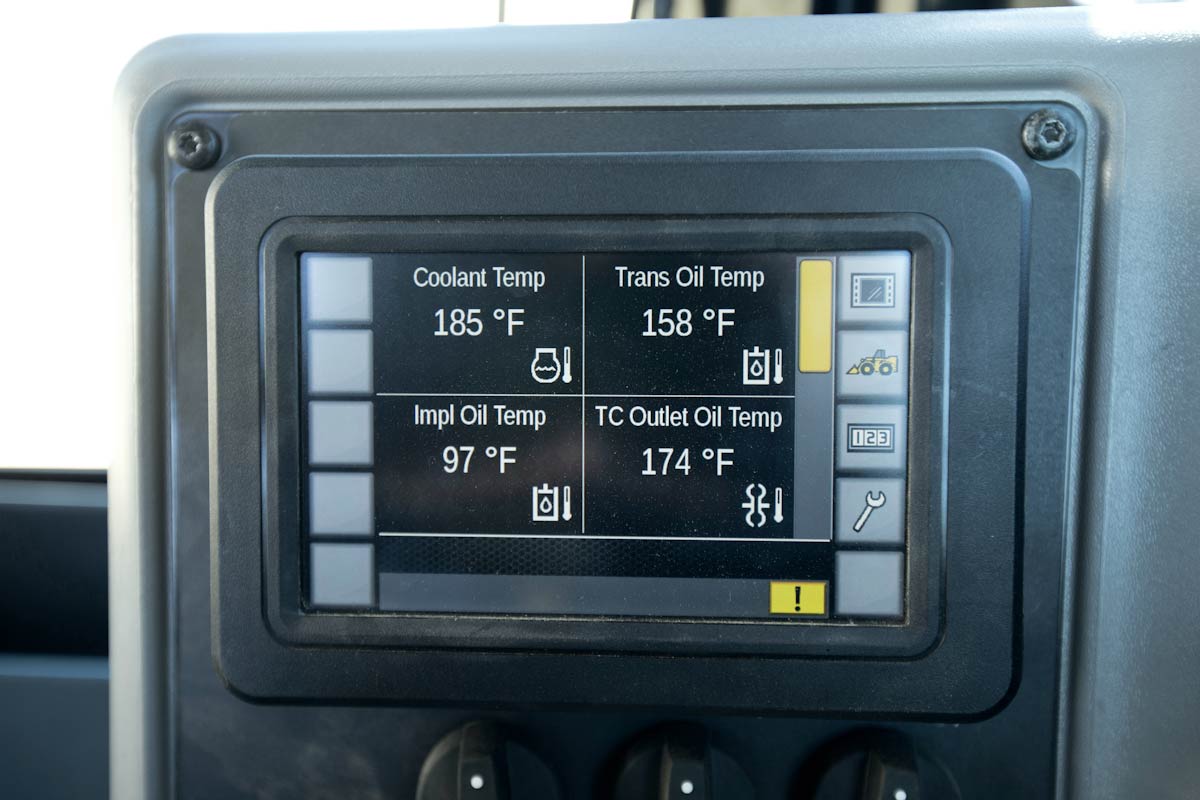 Coolant Temp
185 °F
Trans Oil Temp
158 °F
Impl Oil Temp
97 °F
TC Outlet Oil Temp
174 °F
123
!